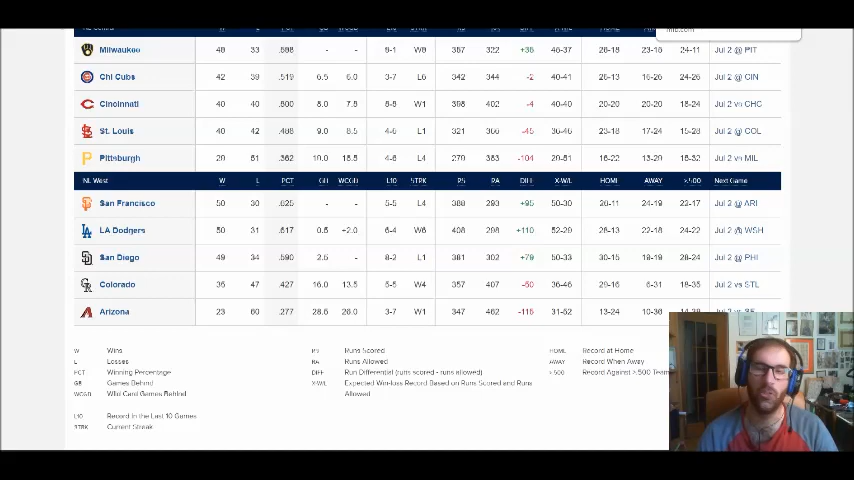 mlb.com
Milwaukee 48 33 .593 - - 8-1 W8 357 322 +35 23-18 24-11 Jul 2 @ PIT
Chi Cubs 42 39 .519 6.5 6.0 3-7 L6 342 344 -2 40-41 26-13 16-26 24-26 Jul 2 @ CIN
Cincinnati 40 40 .500 8.0 7.5 W1 398 402 -4 40-40 20-20 20-20 18-24 Jul 2 vs CHC
St. Louis 40 42 .488 9.0 8.5 4-6 L1 321 366 -45 36-46 23-18 17-24 15-28 Jul 2 @ COL
Pittsburgh 29 51 .362 19.0 18.5 4-6 L4 279 383 -104 29-51 16-22 13-29 18-32 Jul 2 vs MIL
NL West W L PCT GB WCGB L10 STRK RS RA DIFF X-W/L HOME AWAY >.500 Next Game
San Francisco 50 30 .625 - - 5-5 L4 388 293 +95 50-30 26-11 24-19 22-17 Jul 2 @ ARI
LA Dodgers 50 31 .617 0.5 +2.0 6-4 W6 408 298 +110 52-29 28-13 22-18 24-22 Jul 2 @ WSH
San Diego 49 34 .590 2.5 - 8-2 L1 381 302 +79 50-33 30-15 19-19 28-24 Jul 2 @ PHI
Colorado 35 47 .427 16.0 13.5 5-5 W4 357 407 -50 36-46 29-16 6-31 18-35 Jul 2 vs STL
Arizona 23 60 .277 28.5 26.0 3-7 W1 347 462 -115 31-52 13-24 10-36
W Wins
L Losses
PCT Winning Percentage
GB Games Behind
WCGB Wild Card Games Behind
L10 Record in the Last 10 Games
STRK Current Streak
RS Runs Scored
RA Runs Allowed
DIFF Run Differential (runs scored - runs allowed)
X-W/L Expected Win-loss Record Based on Runs Scored and Runs
Allowed
HOME Record at Home
AWAY Record When Away
>.500 Record Against >.500 Team